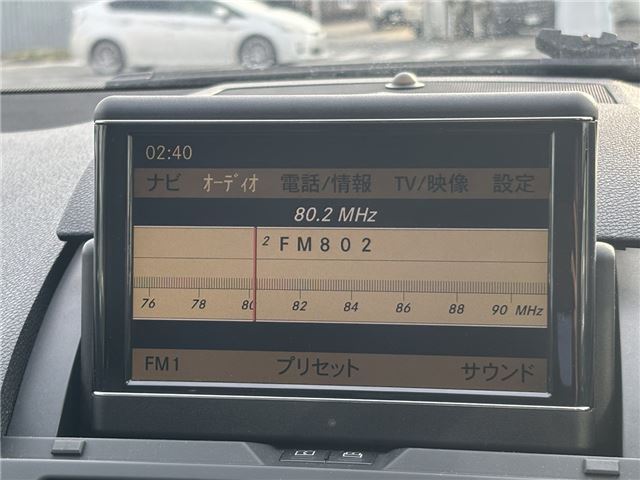 02:40
ナビ オーディオ 電話/情報 TV/映像 設定
80.2 MHz
2 FM802
76 78 80 82 84 86 88 90 MHz
FM1 プリセット サウンド